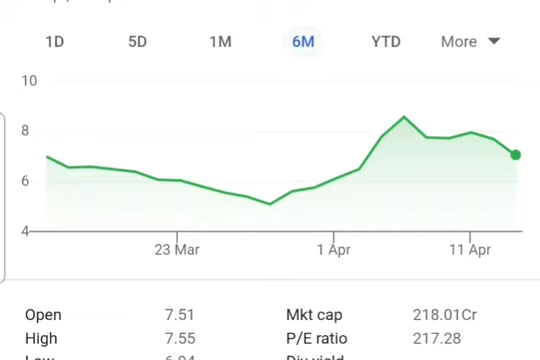 1D 5D 1M 6M YTD More
10
8
6
4
23 Mar 1 Apr 11 Apr
Open 7.51 Mkt cap 218.01Cr
High 7.55 P/E ratio 217.28